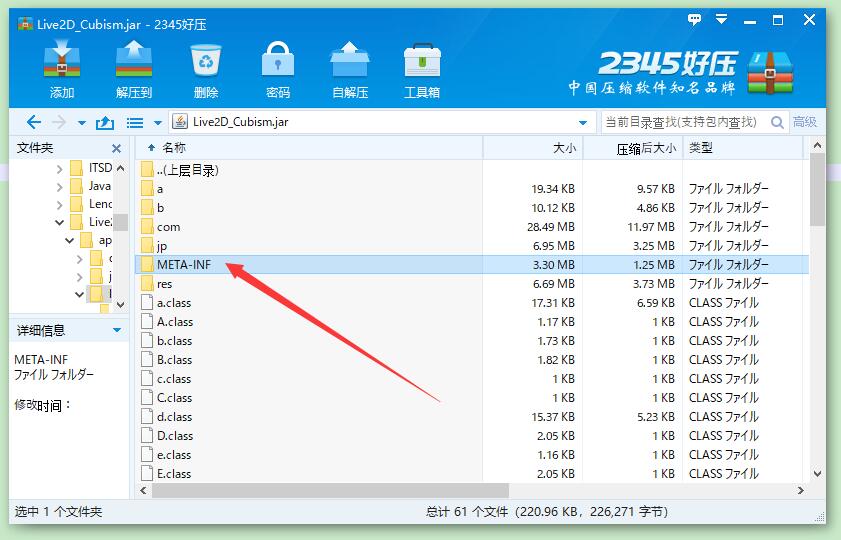 Live2D_Cubism.jar - 2345好压
添加 解压到 删除 密码 自解压 工具箱
2345好压
中国压缩软件知名品牌
Live2D_Cubism.jar 当前目录查找(支持包内查找) 高级
文件夹 名称 大小 压缩后大小 类型
ITSD ..(上层目录)
Java a 19.34 KB 9.57 KB ファイル フォルダー
Leno b 10.12 KB 4.86 KB ファイル フォルダー
Live2 com 28.49 MB 11.97 MB ファイル フォルダー
ap jp 6.95 MB 3.25 MB ファイル フォルダー
META-INF 3.30 MB 1.25 MB ファイル フォルダー
res 6.69 MB 3.73 MB ファイル フォルダー
a.class 17.31 KB 6.59 KB CLASS ファイル
A.class 1.17 KB 1 KB CLASS ファイル
b.class 1.73 KB 1 KB CLASS ファイル
B.class 1.82 KB 1 KB CLASS ファイル
c.class 1 KB 1 KB CLASS ファイル
C.class 1 KB 1 KB CLASS ファイル
d.class 15.37 KB 5.23 KB CLASS ファイル
D.class 2.05 KB 1 KB CLASS ファイル
e.class 1.16 KB 1 KB CLASS ファイル
E.class 2.05 KB 1 KB CLASS ファイル
详细信息
META-INF
ファイル フォルダー
修改时间：
选中 1 个文件夹 总计 61 个文件（220.96 KB，226,271 字节）